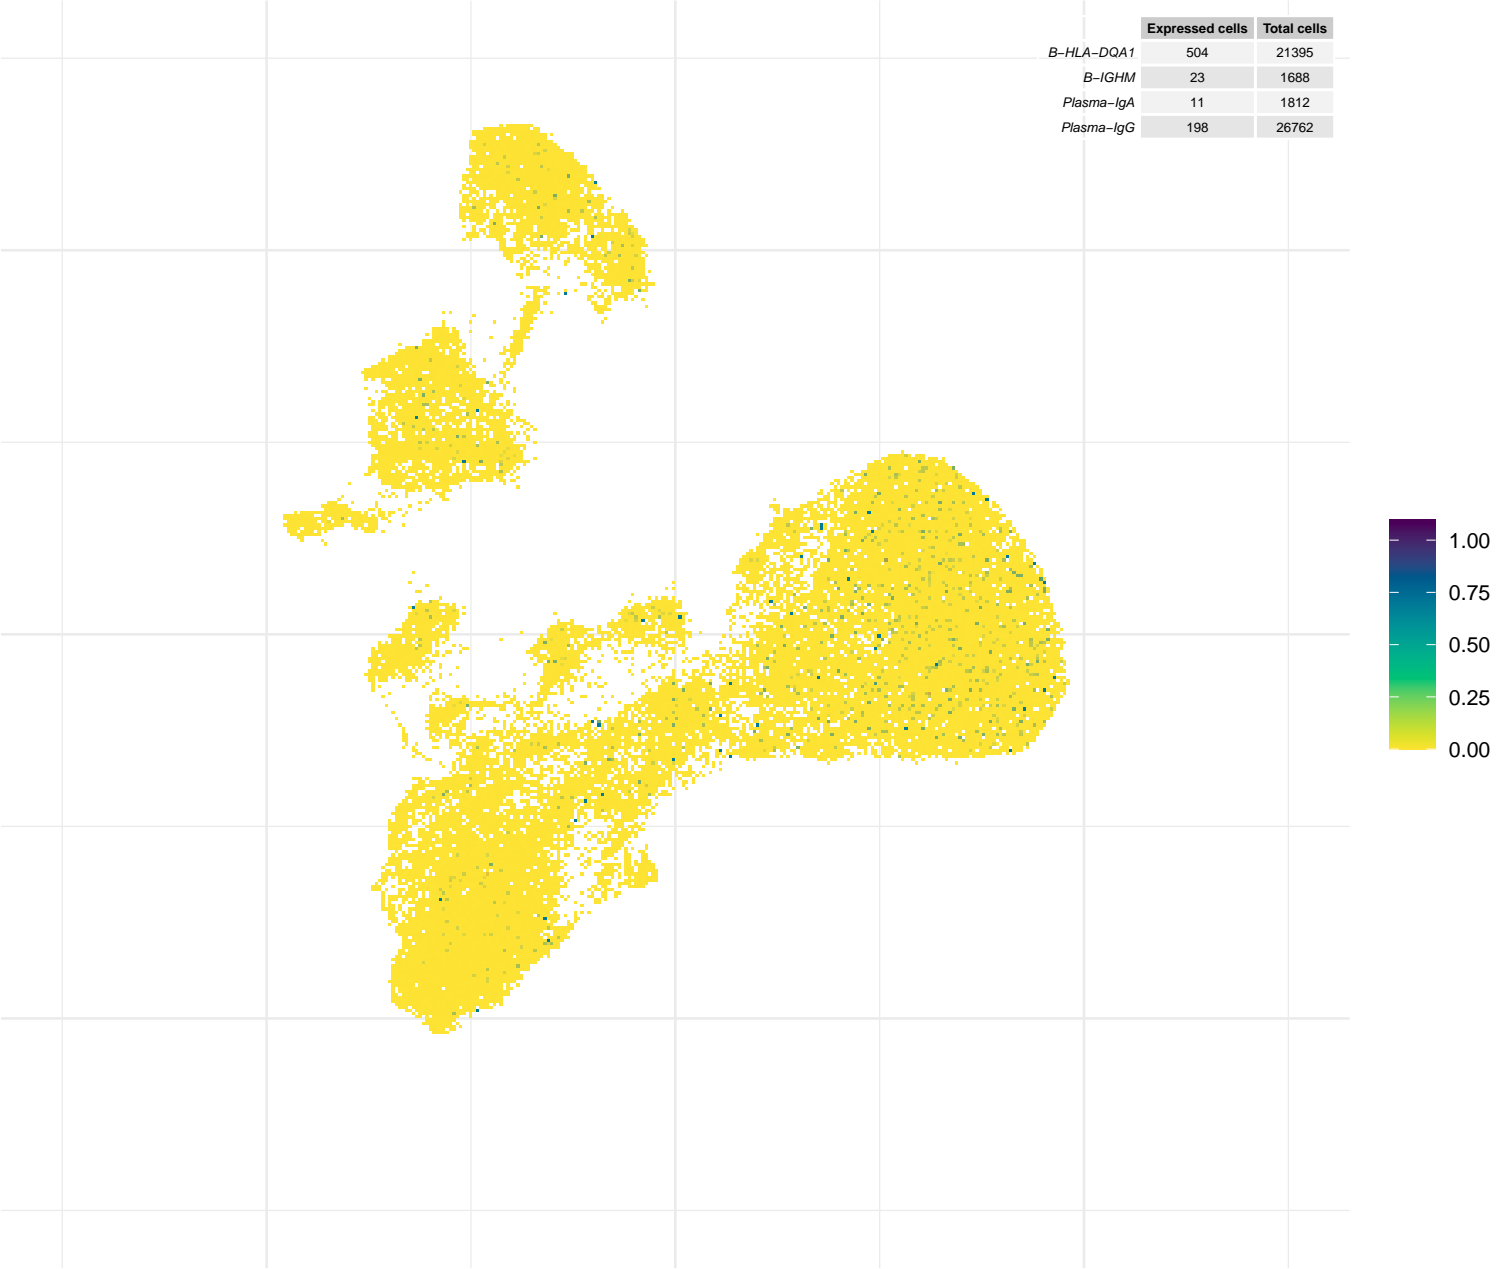 Expressed cells Total cells
B−HLA−DQA1 504 21395
B−IGHM 23 1688
Plasma−IgA 11 1812
Plasma−IgG 198 26762
1.00
0.75
0.50
0.25
0.00